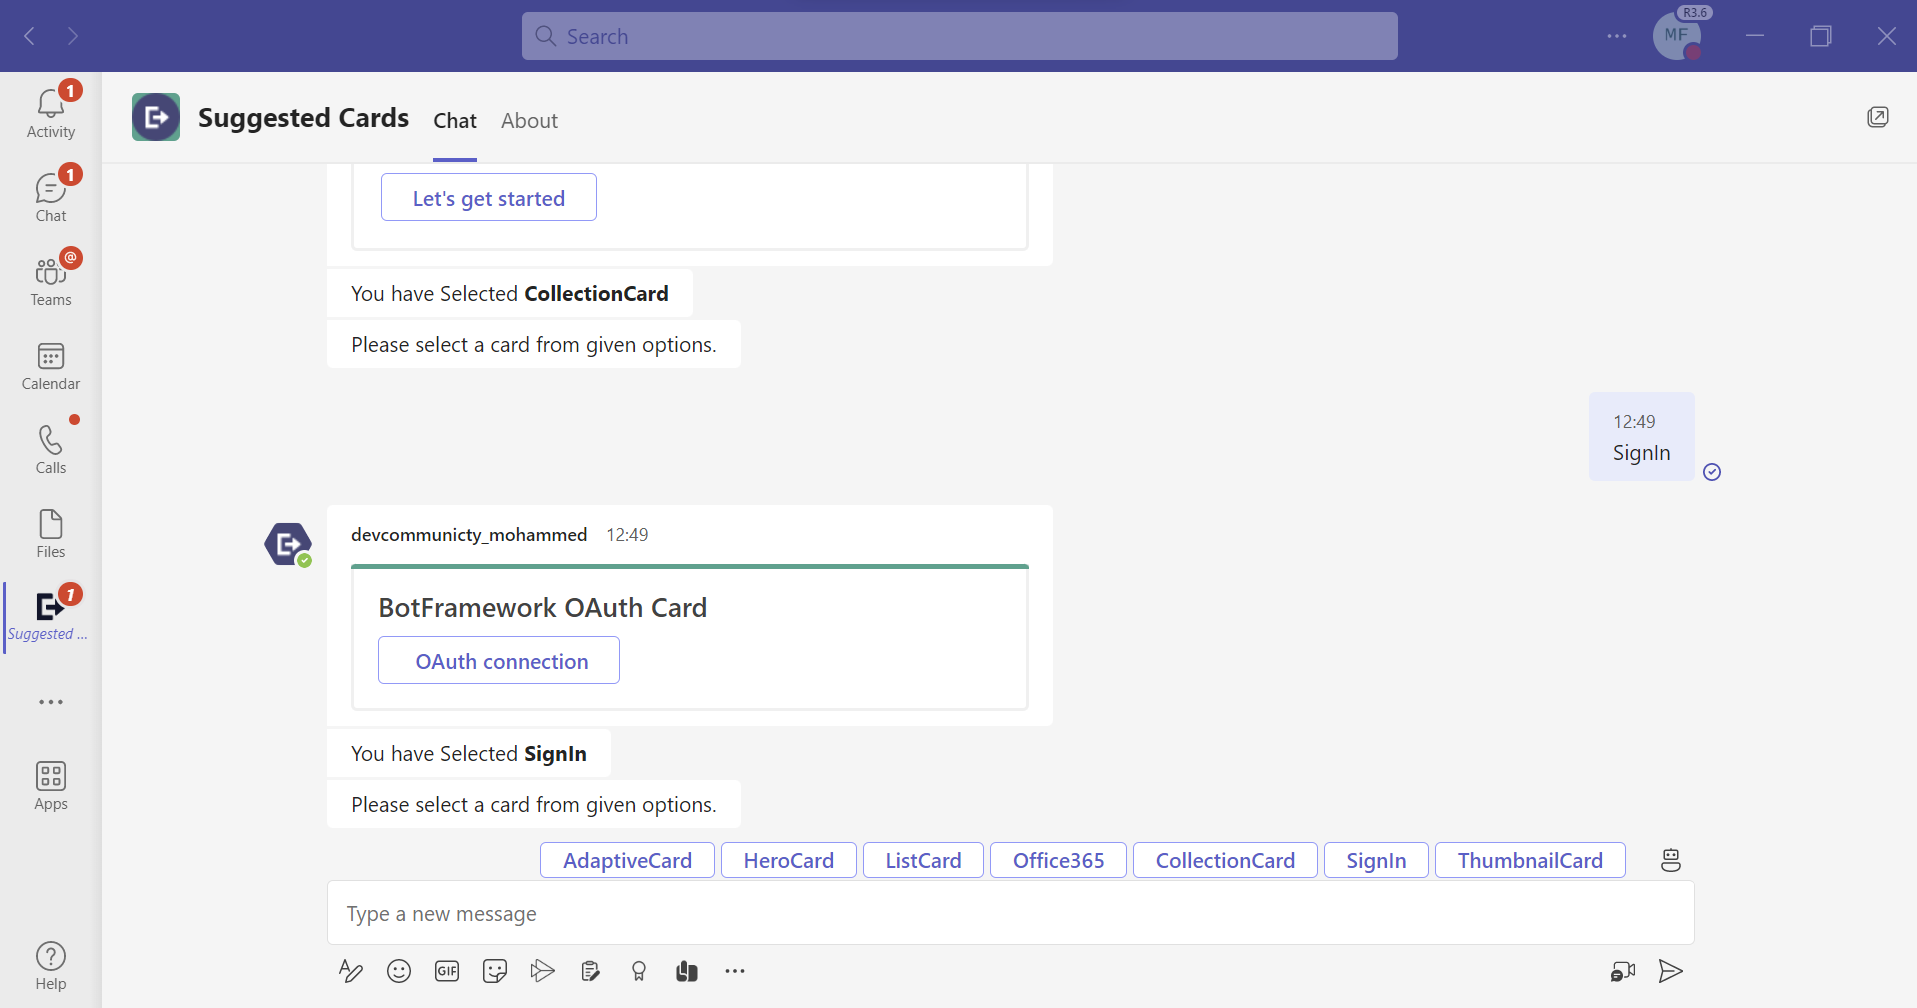 Search
R3.6
MF
1
Activity
1
Chat
@
Teams
Calendar
Calls
Files
1
Suggested ...
Apps
Help
Suggested Cards
Chat
About
Let's get started
You have Selected CollectionCard
Please select a card from given options.
12:49
SignIn
devcommunicty_mohammed 12:49
BotFramework OAuth Card
OAuth connection
You have Selected SignIn
Please select a card from given options.
AdaptiveCard
HeroCard
ListCard
Office365
CollectionCard
SignIn
ThumbnailCard
Type a new message
GIF